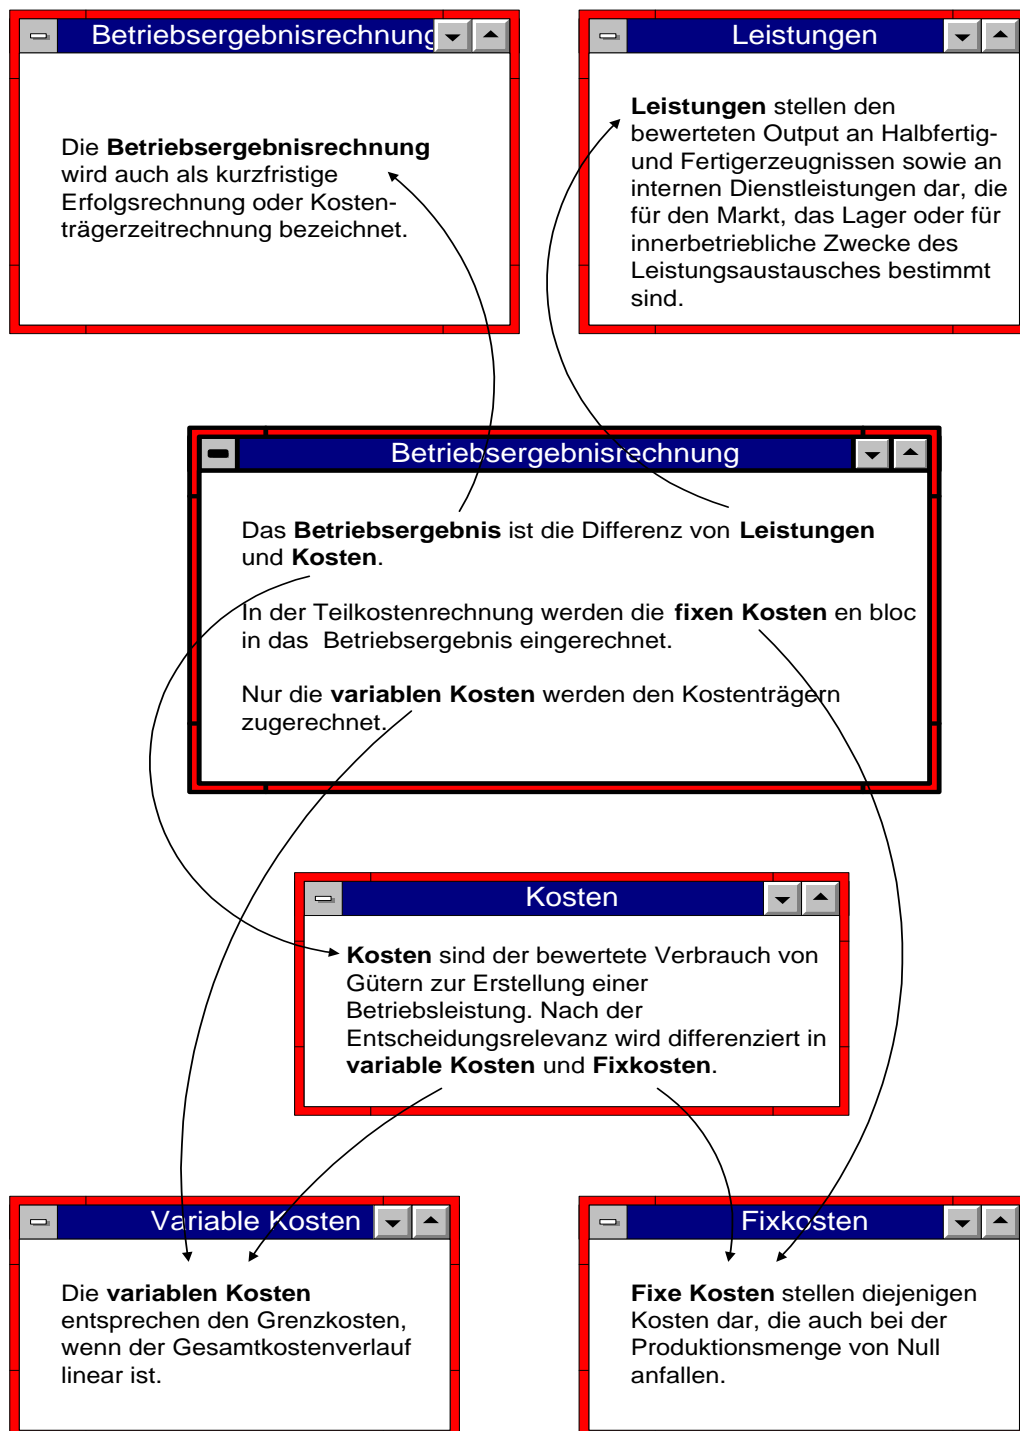 Betriebsergebnisrechnung
Die Betriebsergebnisrechnung
wird auch als kurzfristige
Erfolgsrechnung oder Kosten-
trägerzeitrechnung bezeichnet.
Leistungen
Leistungen stellen den
bewerteten Output an Halbfertig-
und Fertigerzeugnissen sowie an
internen Dienstleistungen dar, die
für den Markt, das Lager oder für
innerbetriebliche Zwecke des
Leistungsaustausches bestimmt
sind.
Betriebsergebnisrechnung
Das Betriebsergebnis ist die Differenz von Leistungen
und Kosten.
In der Teilkostenrechnung werden die fixen Kosten en bloc
in das Betriebsergebnis eingerechnet.
Nur die variablen Kosten werden den Kostenträgern
zugerechnet.
Kosten
Kosten sind der bewertete Verbrauch von
Gütern zur Erstellung einer
Betriebsleistung. Nach der
Entscheidungsrelevanz wird differenziert in
variable Kosten und Fixkosten.
Variable Kosten
Die variablen Kosten
entsprechen den Grenzkosten,
wenn der Gesamtkostenverlauf
linear ist.
Fixkosten
Fixe Kosten stellen diejenigen
Kosten dar, die auch bei der
Produktionsmenge von Null
anfallen.